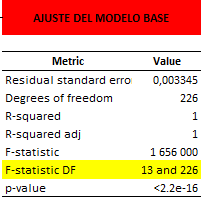 AJUSTE DEL MODELO BASE
Metric Value
Residual standard erro 0,003345
Degrees of freedom 226
R-squared 1
R-squared adj 1
F-statistic 1 656 000
F-statistic DF 13 and 226
p-value <2.2e-16